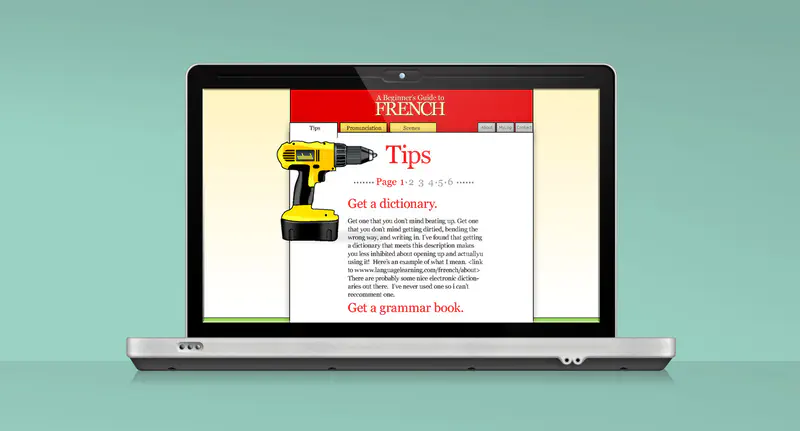 A Beginner's Guide to
FRENCH
Tips
Pronunciation
Scenes
About
Contact
Tips
Page 1·2 3 4·5·6
Get a dictionary.
Get one that you don't mind beating up. Get one
that you don't mind getting dirtied, bending the
wrong way, and writing in. I've found that getting
a dictionary that meets this description makes
you less inhibited about opening up and actuallyu
using it! Here's an example of what I mean. <link
to www.languagelearning.com/french/about>
There are probably some nice electronic diction-
aries out there. I've never used one so i can't
reccomment one.
Get a grammar book.